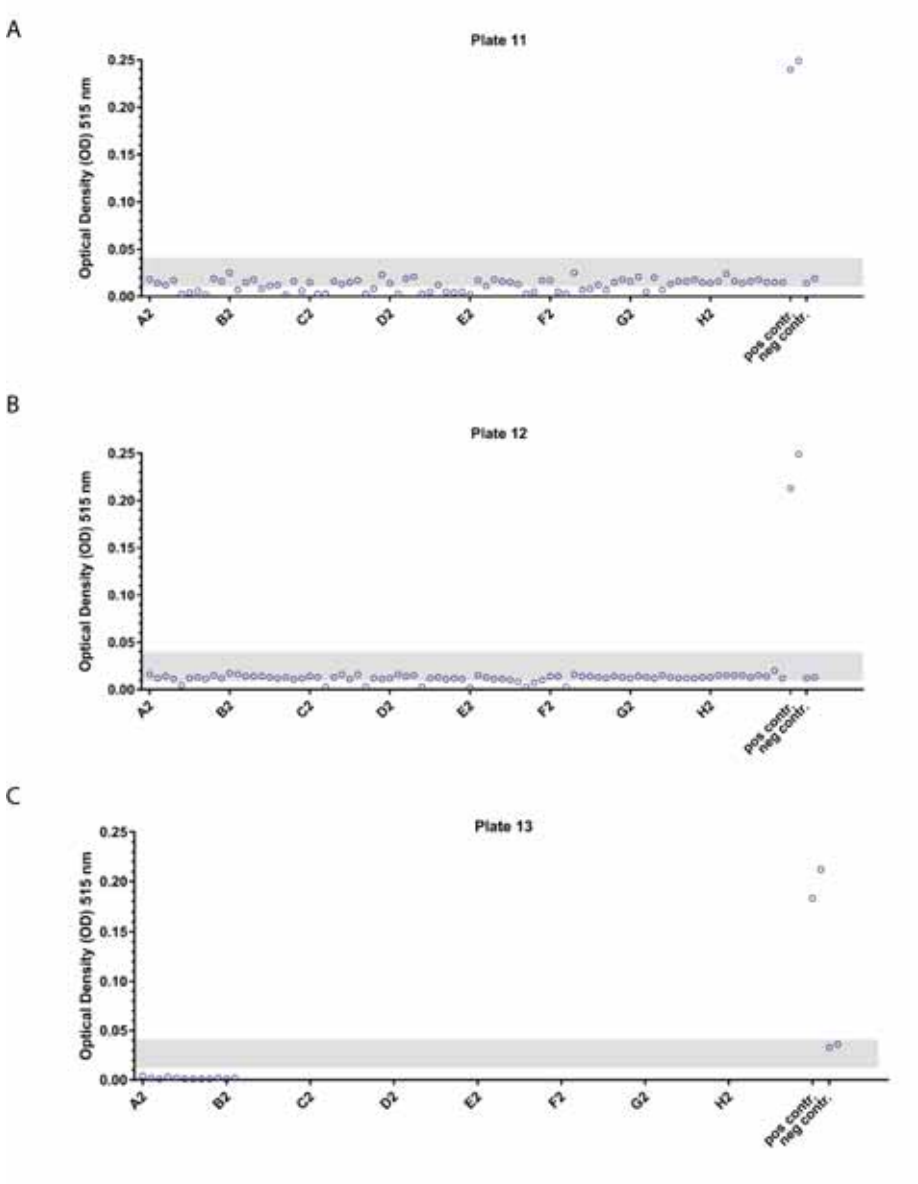 A
Plate 11
Optical Density (OD) 515 nm
0.25
0.20
0.15
0.10
0.05
0.00
A2 B2 C2 D2 E2 F2 G2 H2 pos contr. neg contr.
B
Plate 12
Optical Density (OD) 515 nm
0.25
0.20
0.15
0.10
0.05
0.00
A2 B2 C2 D2 E2 F2 G2 H2 pos contr. neg contr.
C
Plate 13
Optical Density (OD) 515 nm
0.25
0.20
0.15
0.10
0.05
0.00
A2 B2 C2 D2 E2 F2 G2 H2 pos contr. neg contr.